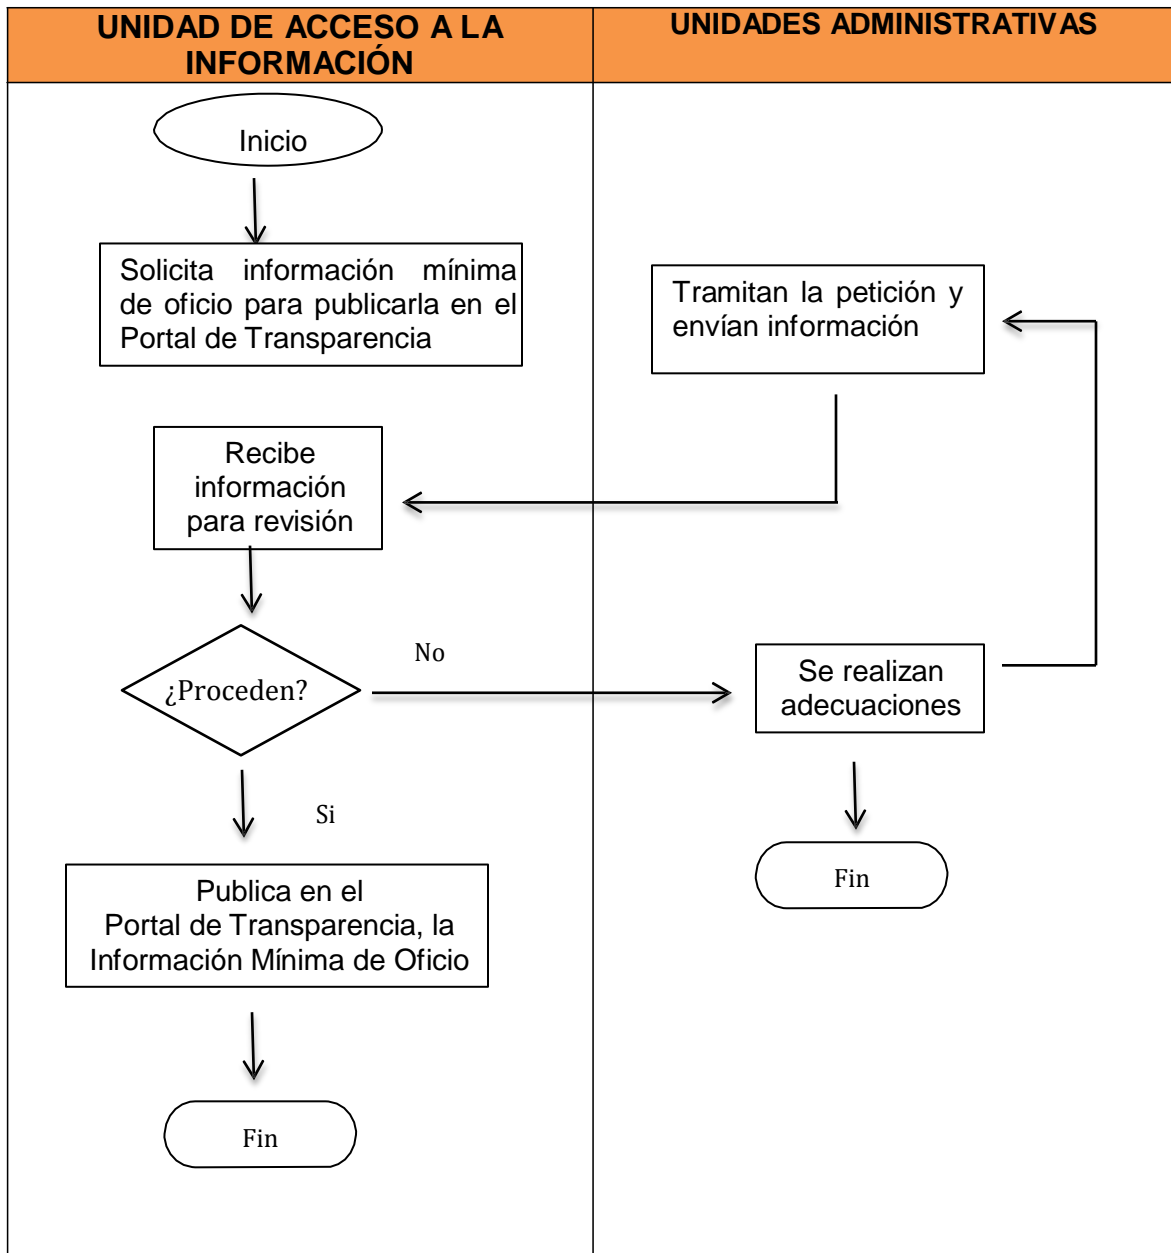 UNIDAD DE ACCESO A LA
INFORMACIÓN
UNIDADES ADMINISTRATIVAS
Inicio
Solicita información mínima
de oficio para publicarla en el
Portal de Transparencia
Tramitan la petición y
envían información
Recibe
información
para revisión
¿Proceden?
No
Se realizan
adecuaciones
Si
Fin
Publica en el
Portal de Transparencia, la
Información Mínima de Oficio
Fin